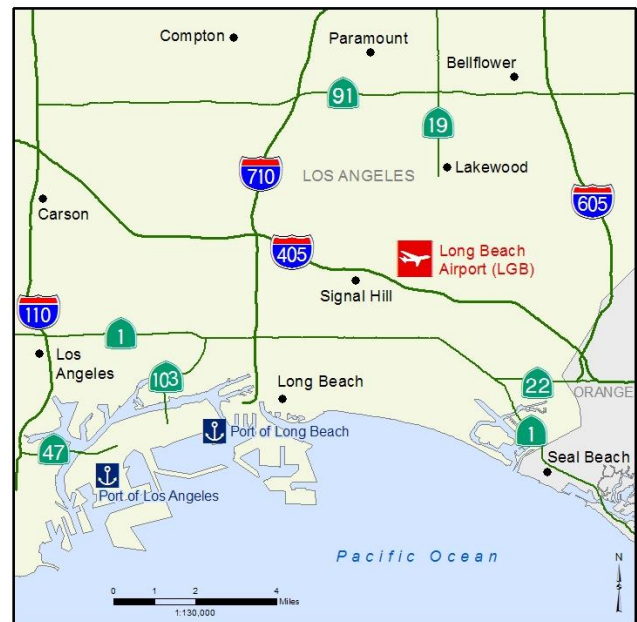 Compton
Paramount
Bellflower
91
19
LOS ANGELES
Lakewood
710
605
Carson
405
Long Beach
Airport (LGB)
Signal Hill
110
1
Los
Angeles
103
Long Beach
22
ORANGE
Port of Long Beach
1
47
Seal Beach
Port of Los Angeles
Pacific Ocean
N
0 1 2 4
Miles
1:130,000